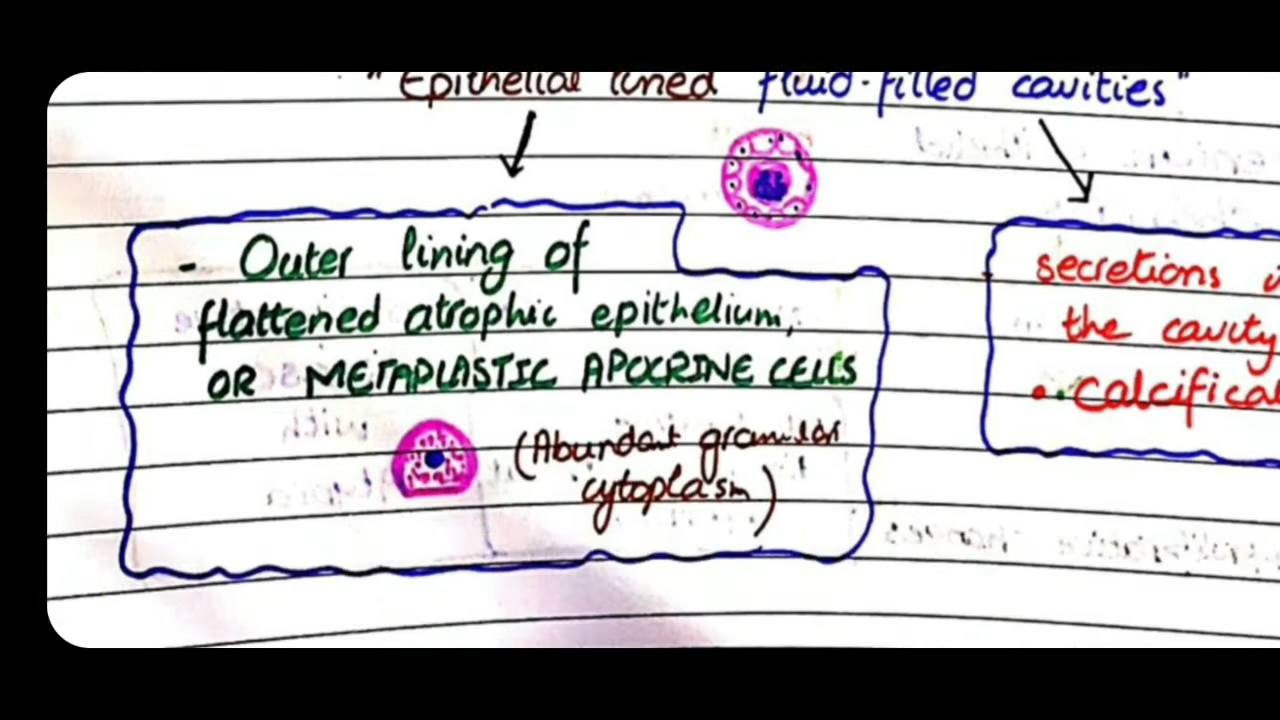 "Epithelial lined fluid-filled cavities"
- Outer lining of
flattened atrophic epithelium,
OR METAPLASTIC APOCRINE CELLS
(Abundant granular
cytoplasm)
secretions
the cavity
• calcifica